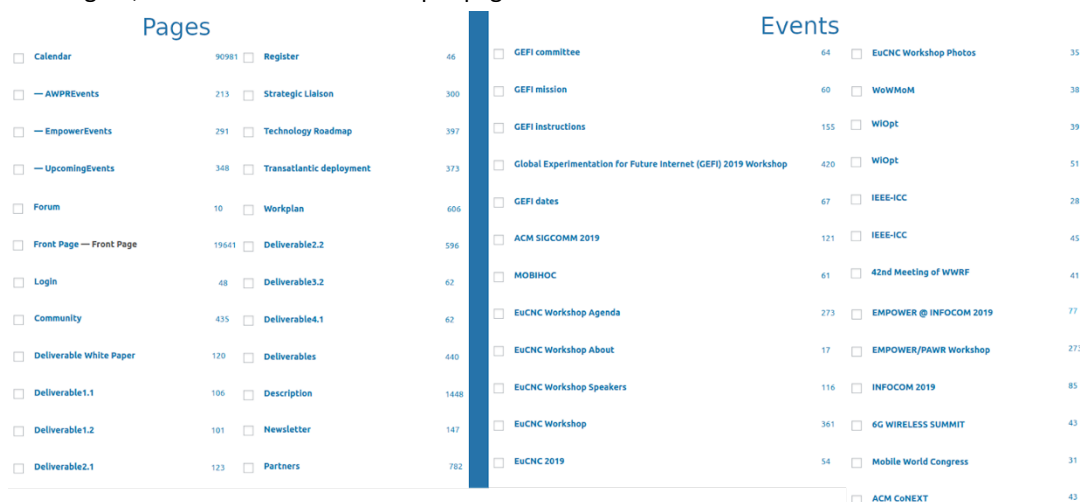 Pages
Calendar 90981
— AWPREvents 213
— EmpowerEvents 291
— UpcomingEvents 348
Forum 10
Front Page — Front Page 19641
Login 48
Community 435
Deliverable White Paper 120
Deliverable1.1 106
Deliverable1.2 101
Deliverable2.1 123
Register 46
Strategic Liaison 300
Technology Roadmap 397
Transatlantic deployment 373
Workplan 606
Deliverable2.2 596
Deliverable3.2 62
Deliverable4.1 62
Deliverables 440
Description 1448
Newsletter 147
Partners 782
Events
GEFI committee 64
GEFI mission 60
GEFI instructions 155
Global Experimentation for Future Internet (GEFI) 2019 Workshop 420
GEFI dates 67
ACM SIGCOMM 2019 121
MOBIHOC 61
EuCNC Workshop Agenda 273
EuCNC Workshop About 17
EuCNC Workshop Speakers 116
EuCNC Workshop 361
EuCNC 2019 54
EuCNC Workshop Photos 35
WoWMoM 38
WiOpt 39
WiOpt 51
IEEE-ICC 28
IEEE-ICC 45
42nd Meeting of WWRF 41
EMPOWER @ INFOCOM 2019 77
EMPOWER/PAWR Workshop 273
INFOCOM 2019 85
6G WIRELESS SUMMIT 43
Mobile World Congress 31
ACM CoNEXT 43